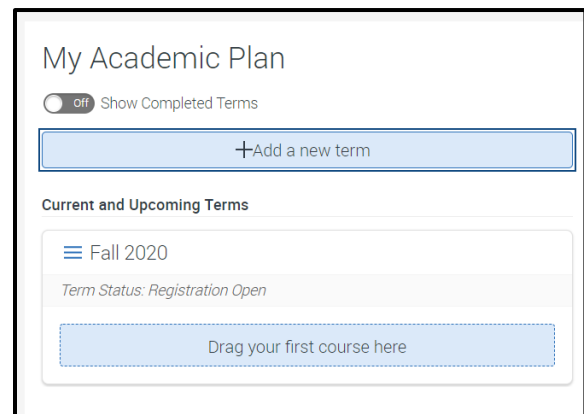 My Academic Plan
Off Show Completed Terms
+Add a new term
Current and Upcoming Terms
Fall 2020
Term Status: Registration Open
Drag your first course here